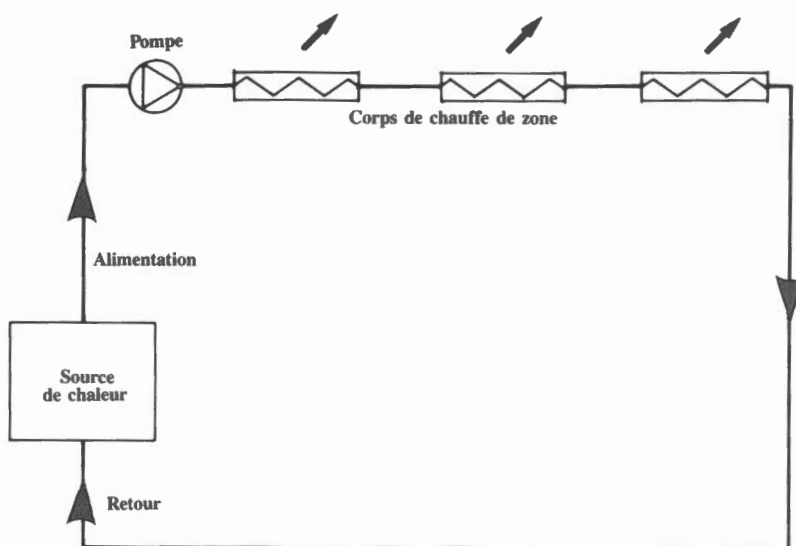 Pompe
Corps de chauffe de zone
Alimentation
Source
de chaleur
Retour